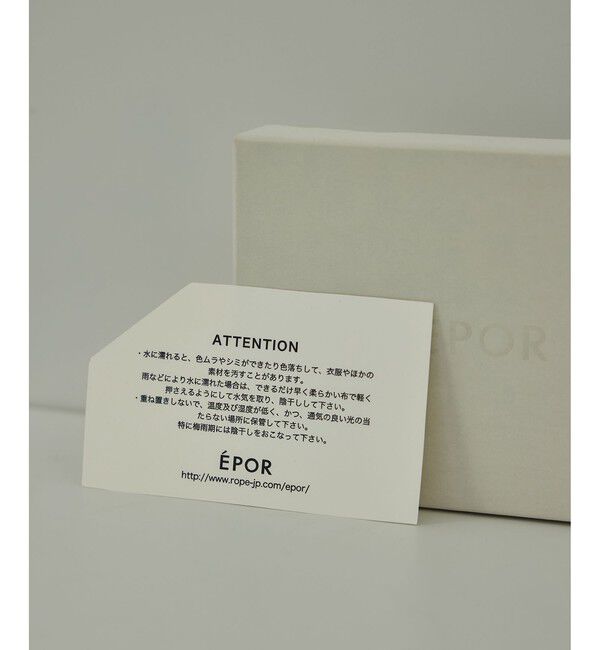 ÉPOR
ATTENTION
・水に濡れると、色ムラやシミができたり色落ちして、衣服やほかの
素材を汚すことがあります。
雨などにより水に濡れた場合は、できるだけ早く柔らかい布で軽く
押さえるようにして水気を取り、陰干しして下さい。
・重ね置きしないで、温度及び湿度が低く、かつ、通気の良い光の当
たらない場所に保管して下さい。
特に梅雨期には陰干しをおこなって下さい。
ÉPOR
http://www.rope-jp.com/epor/